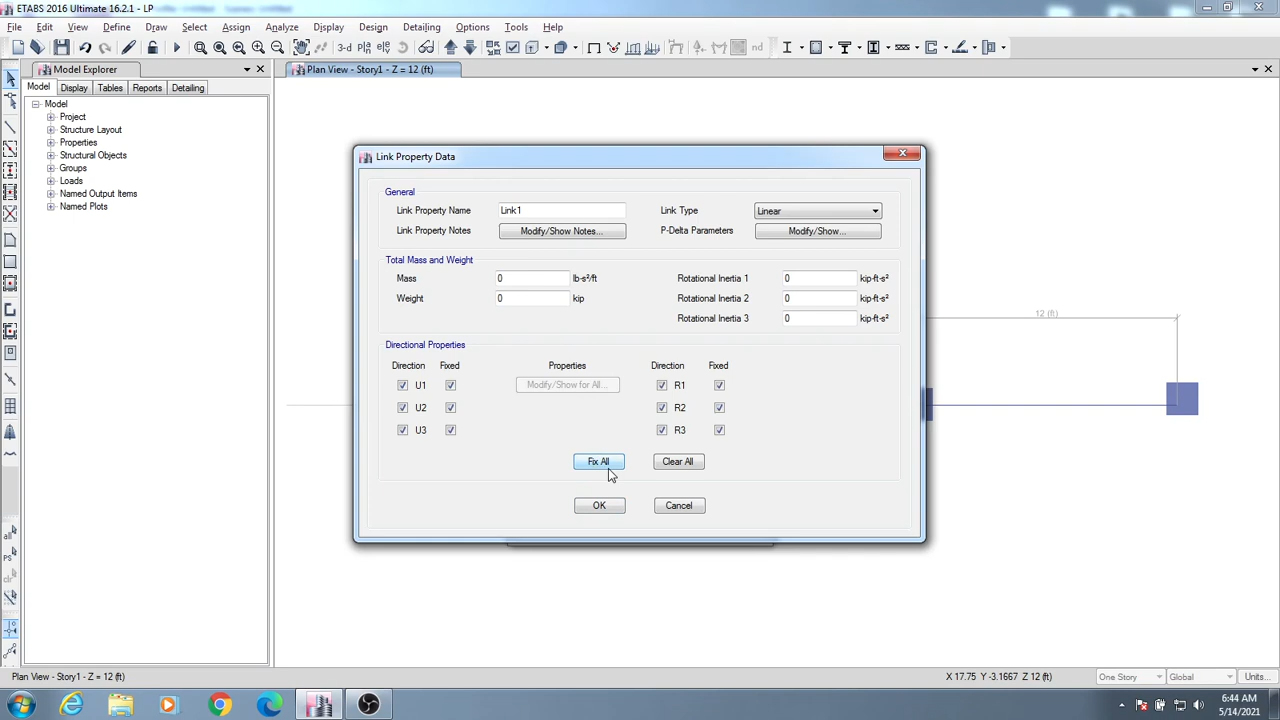 ETABS 2016 Ultimate 16.2.1 - LP
File Edit View Define Draw Select Assign Analyze Display Design Detailing Options Tools Help
3-d nd
Model Explorer
Plan View - Story1 - Z = 12 (ft)
Model Display Tables Reports Detailing
Model
Project
Structure Layout
Properties
Structural Objects
Groups
Loads
Named Output Items
Named Plots
Link Property Data
General
Link Property Name Link1 Link Type Linear
Link Property Notes Modify/Show Notes... P-Delta Parameters Modify/Show...
Total Mass and Weight
Mass 0 lb-s²/ft Rotational Inertia 1 0 kip-ft-s²
Weight 0 kip Rotational Inertia 2 0 kip-ft-s²
Rotational Inertia 3 0 kip-ft-s²
12 (ft)
Directional Properties
Direction Fixed Properties Direction Fixed
U1 Modify/Show for All... R1
U2 R2
U3 R3
Fix All Clear All
OK Cancel
all
PS
clr
Plan View - Story1 - Z = 12 (ft) X 17.75 Y -3.1667 Z 12 (ft) One Story Global Units...
6:44 AM
5/14/2021